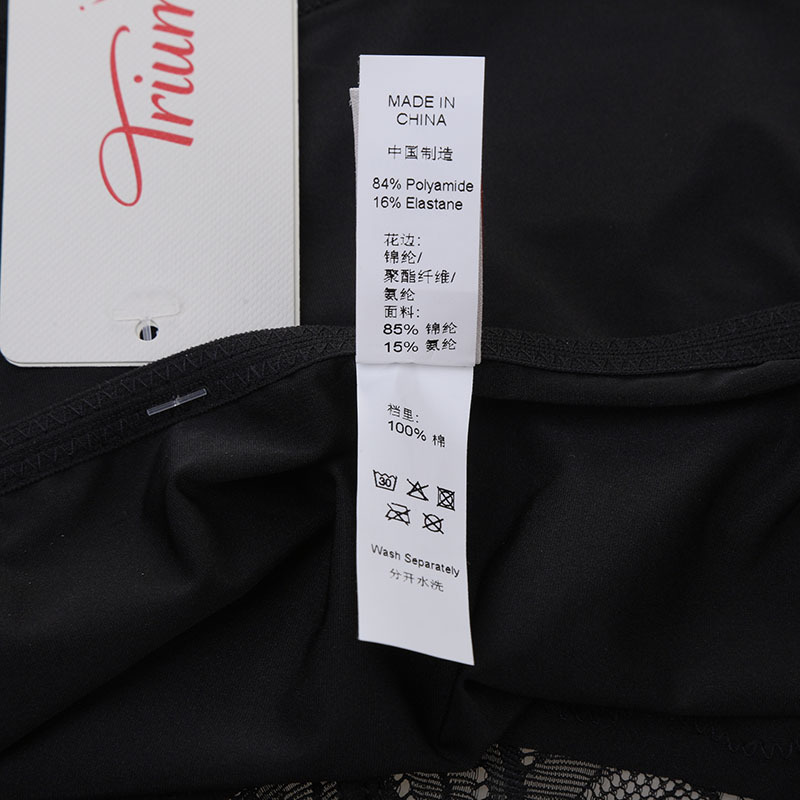 Trium
MADE IN
CHINA
中国制造
84% Polyamide
16% Elastane
花边:
锦纶/
聚酯纤维/
氨纶
面料:
85% 锦纶
15% 氨纶
档里:
100% 棉
30
Wash Separately
分开水洗